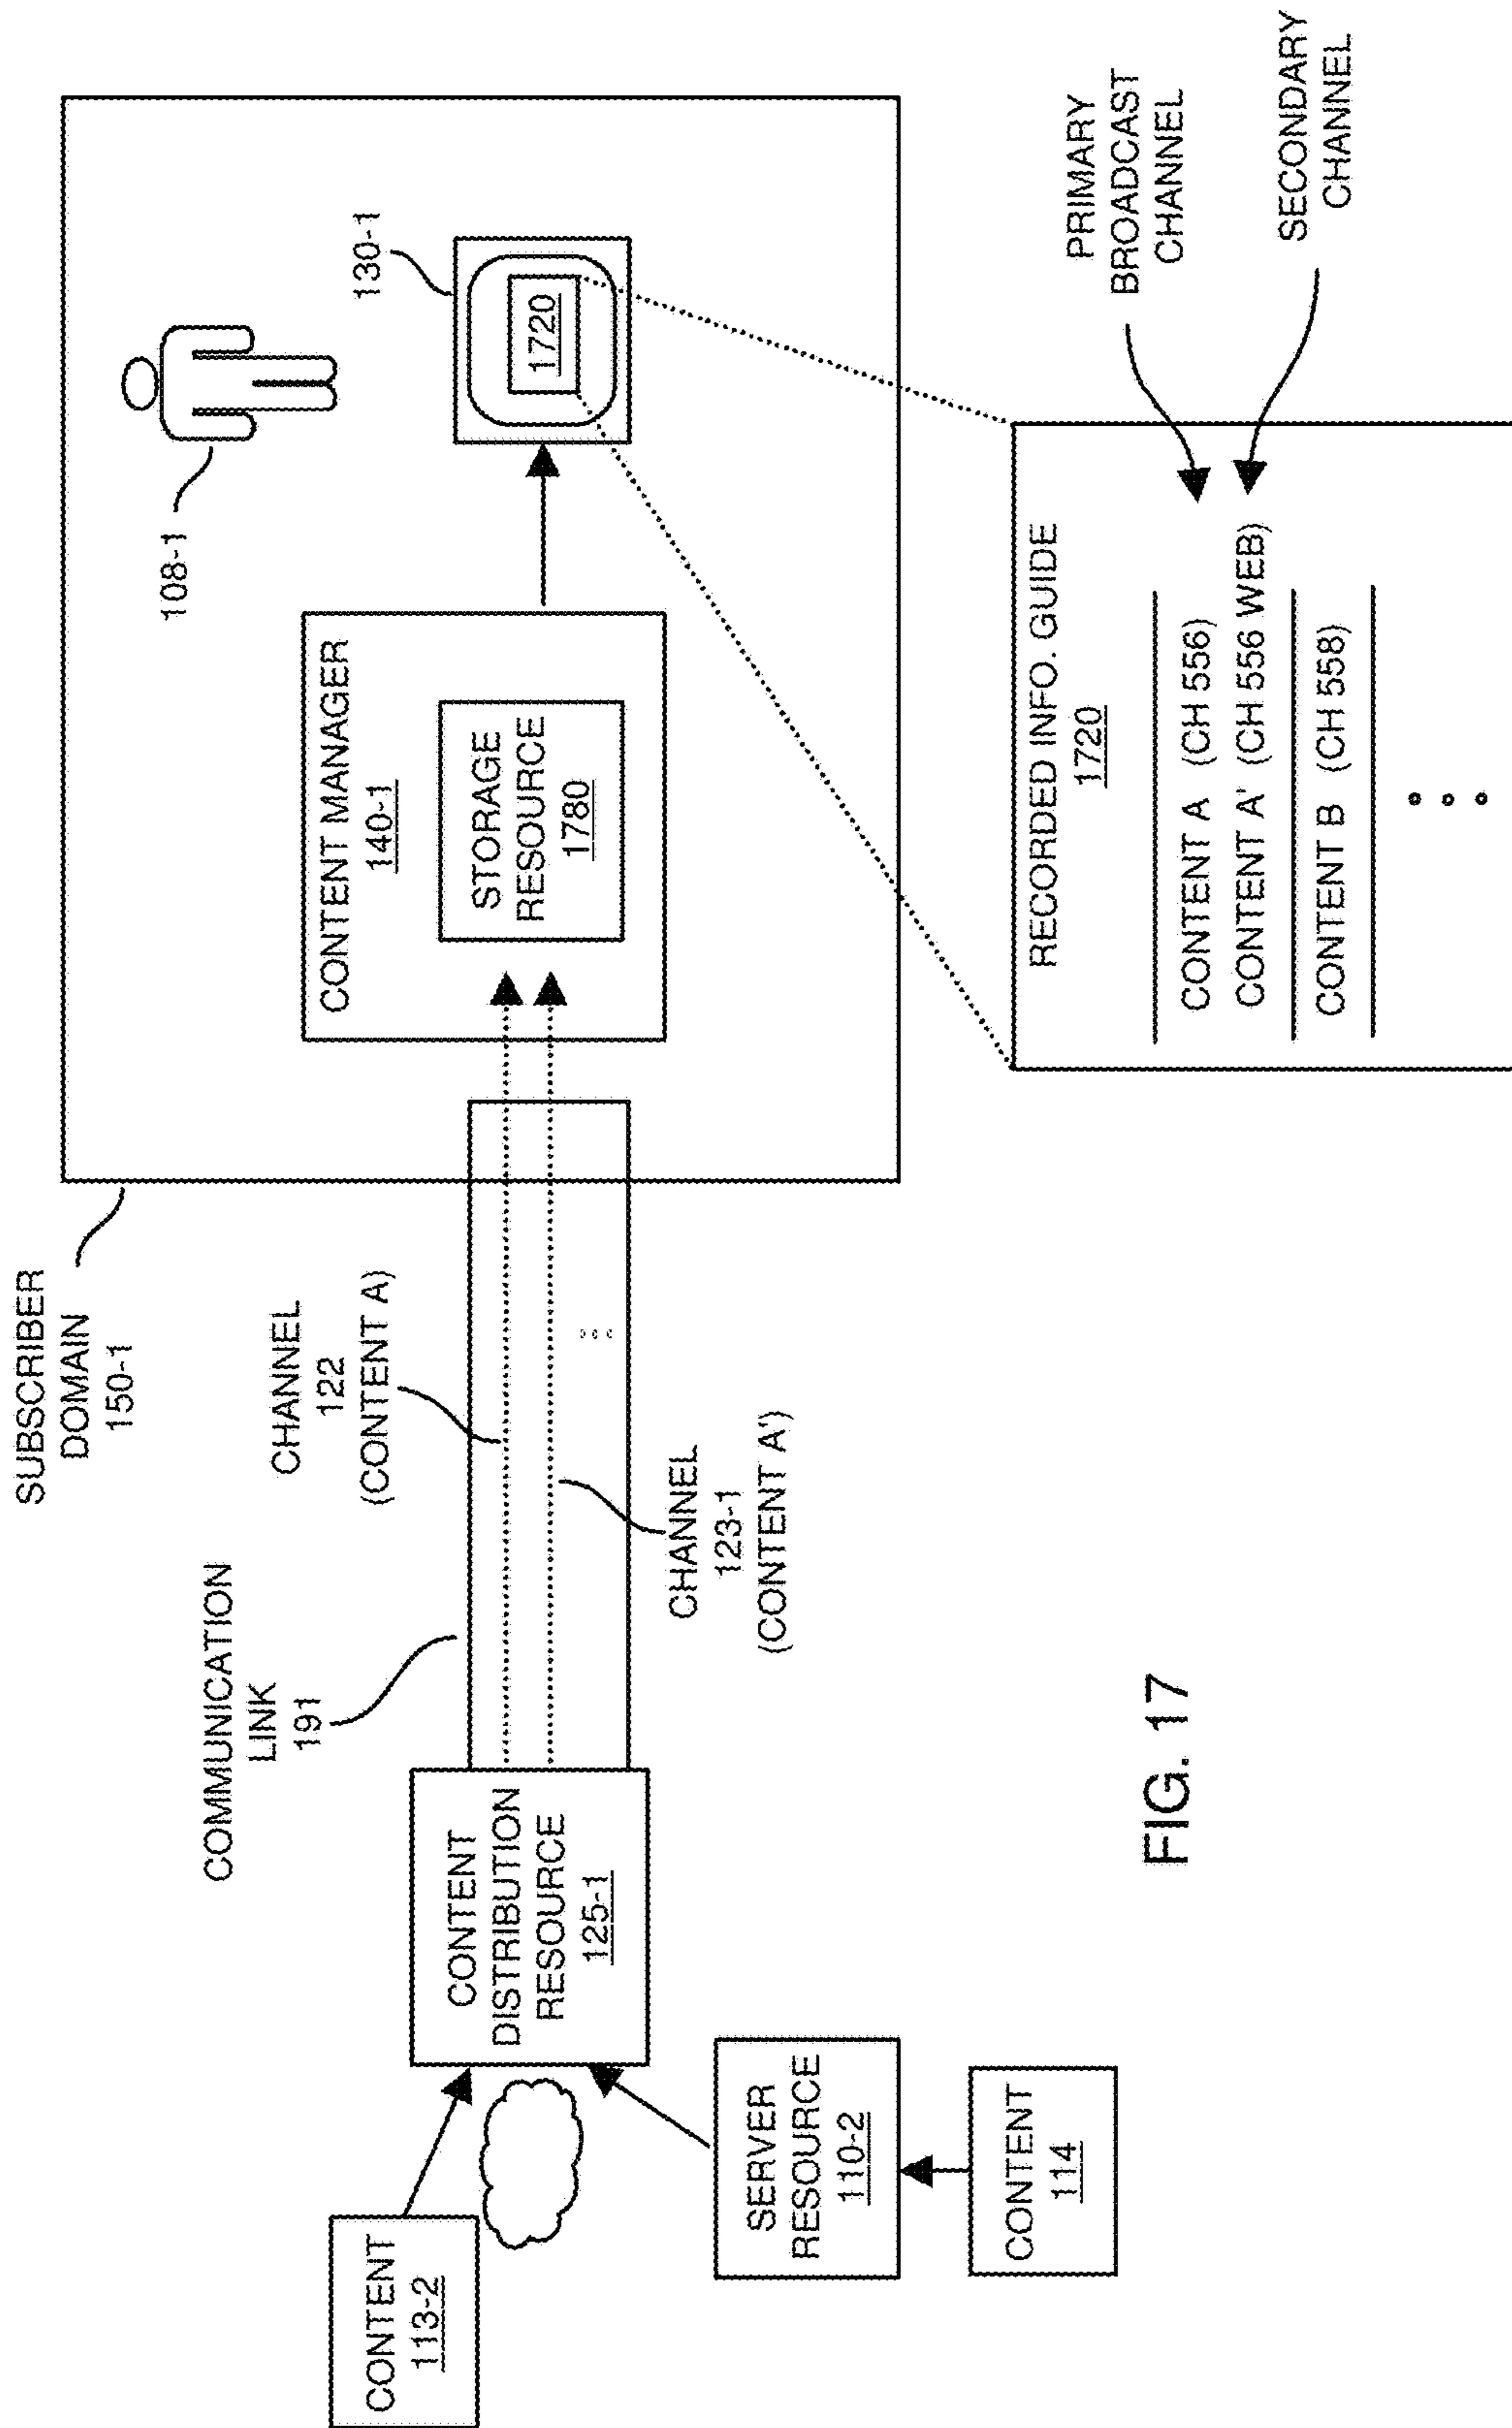 SUBSCRIBER
DOMAIN
150-1
108-1
130-1
1720
CONTENT MANAGER
140-1
STORAGE
RESOURCE
1780
COMMUNICATION
LINK
191
CHANNEL
122
(CONTENT A)
CHANNEL
123-1
(CONTENT A')
CONTENT
DISTRIBUTION
RESOURCE
125-1
CONTENT
113-2
SERVER
RESOURCE
110-2
CONTENT
114
RECORDED INFO. GUIDE
1720
CONTENT A (CH 556)
CONTENT A' (CH 556 WEB)
CONTENT B (CH 558)
PRIMARY
BROADCAST
CHANNEL
SECONDARY
CHANNEL
FIG. 17